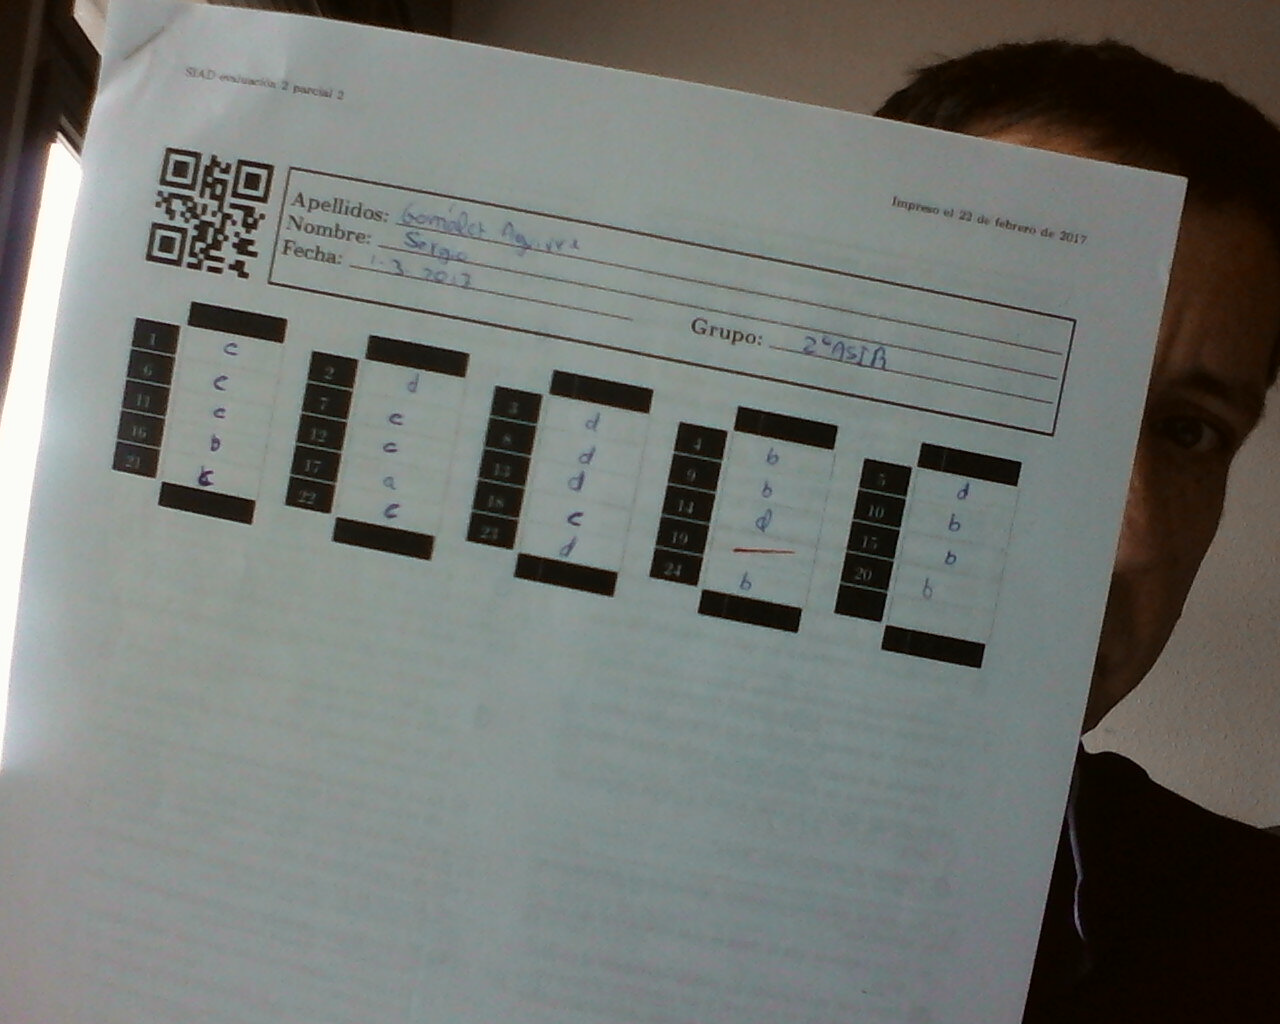 SIAD evaluación 2 parcial 2
Impreso el 22 de febrero de 2017
Apellidos: González Aguirre
Nombre: Sergio
Fecha: 1-3-2017
Grupo: 2ºASIR
1 c 2 d 3 d 4 b 5 d
6 c 7 c 8 d 9 b 10 b
11 c 12 c 13 d 14 d 15 b
16 b 17 a 18 c 19 — 20 b
21 c 22 c 23 d 24 b